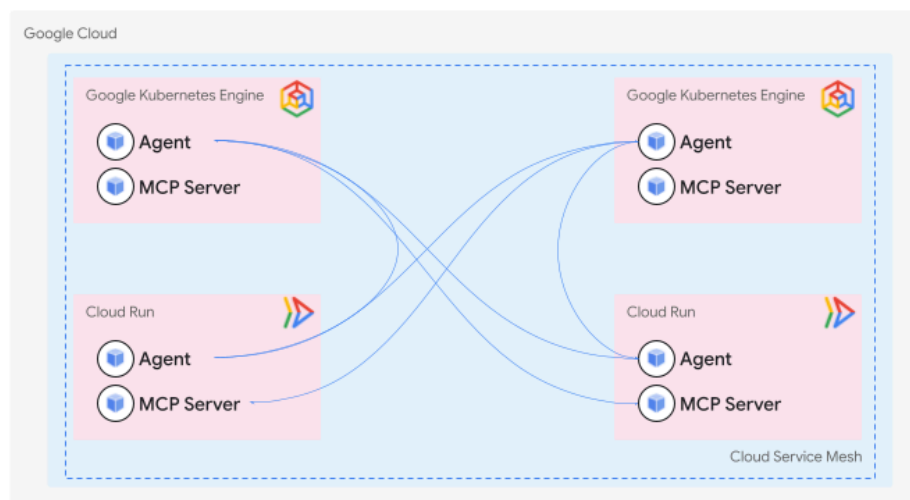 Google Cloud
Google Kubernetes Engine
Agent
MCP Server
Google Kubernetes Engine
Agent
MCP Server
Cloud Run
Agent
MCP Server
Cloud Run
Agent
MCP Server
Cloud Service Mesh